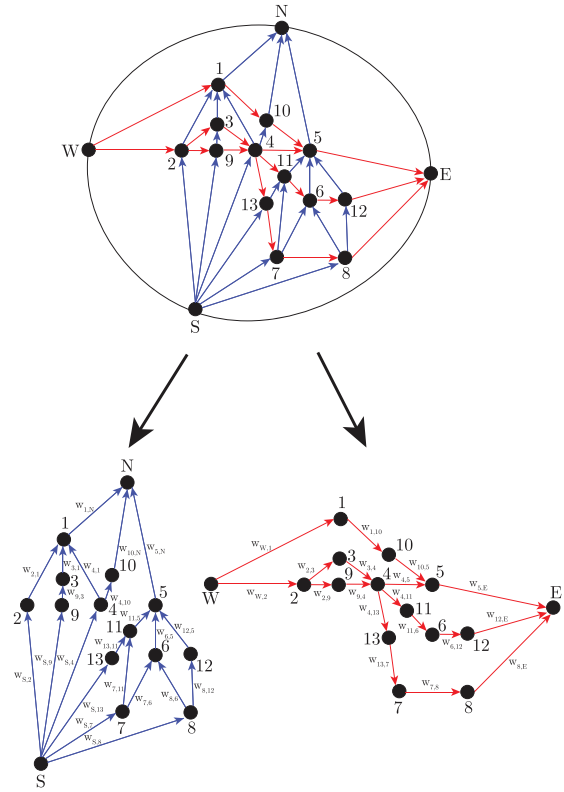 N
1
10
3
4
5
W
2
9
11
E
6
12
13
7
8
S
N
1
w1,N
w10,N
w5,N
w2,1
w3,1
w4,1
10
3
w9,3
w4,10
2
9
4
5
w11,5
11
w6,5
w12,5
w13,11
13
6
12
wS,2
wS,9
wS,4
w7,11
w7,6
w8,6
w8,12
wS,13
wS,7
7
8
wS,8
S
1
wW,1
w1,10
10
3
w10,5
w2,3
w3,4
4
5
w4,5
w5,E
W
wW,2
2
w2,9
9
w9,4
E
w4,11
11
w4,13
w11,6
6
w12,E
13
w6,12
12
w13,7
w7,8
w8,E
7
8